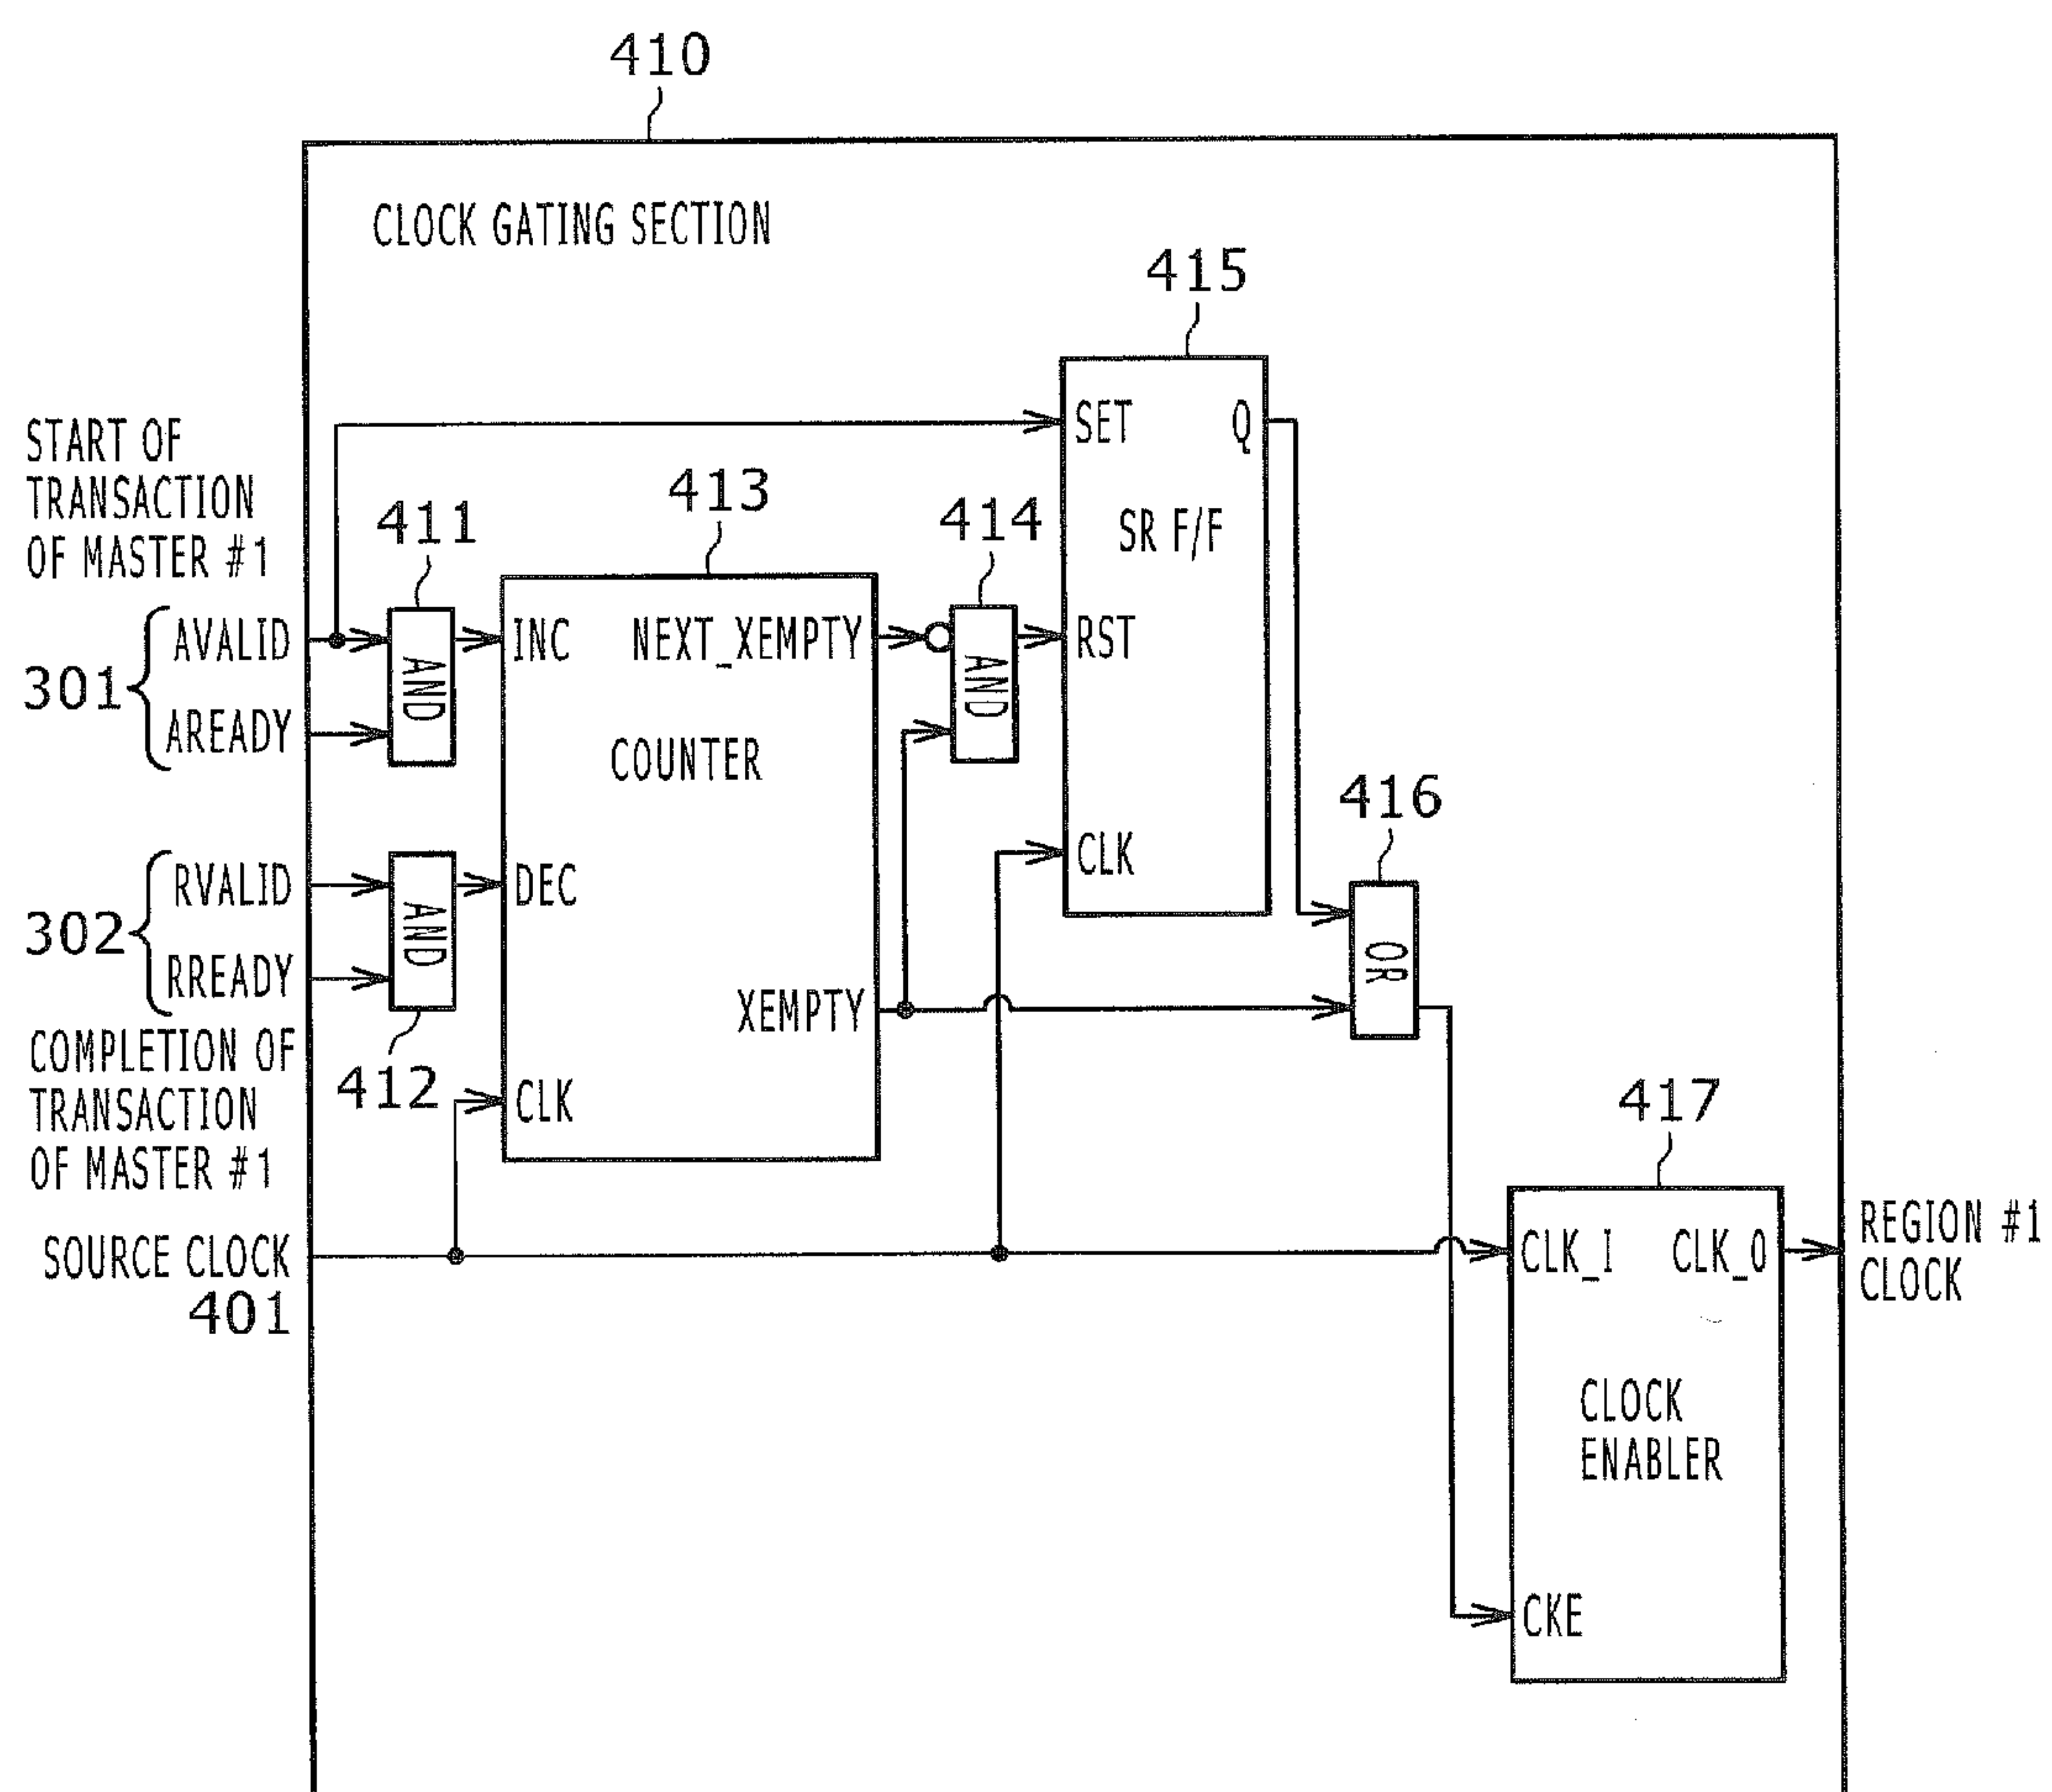 410
CLOCK GATING SECTION
415
SET
Q
SR F/F
RST
CLK
START OF
TRANSACTION
OF MASTER #1
411
413
414
301
AVALID
AREADY
AND
INC
NEXT_XEMPTY
COUNTER
AND
302
RVALID
RREADY
AND
DEC
XEMPTY
CLK
416
OR
COMPLETION OF
TRANSACTION
OF MASTER #1
412
417
SOURCE CLOCK
401
CLK_I
CLK_O
CLOCK
ENABLER
CKE
REGION #1
CLOCK